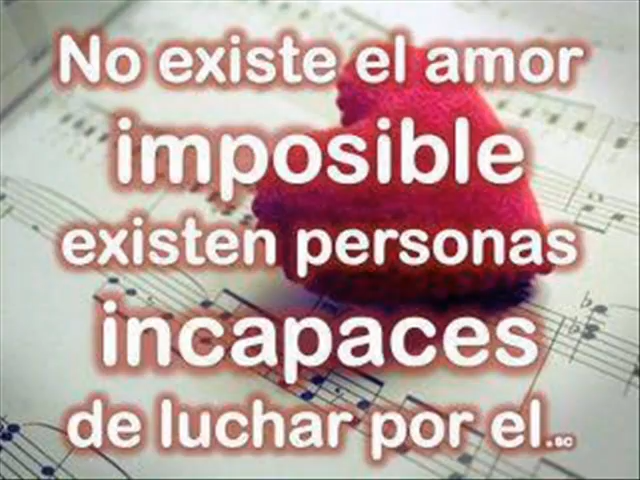 No existe el amor
imposible
existen personas
incapaces
de luchar por el.